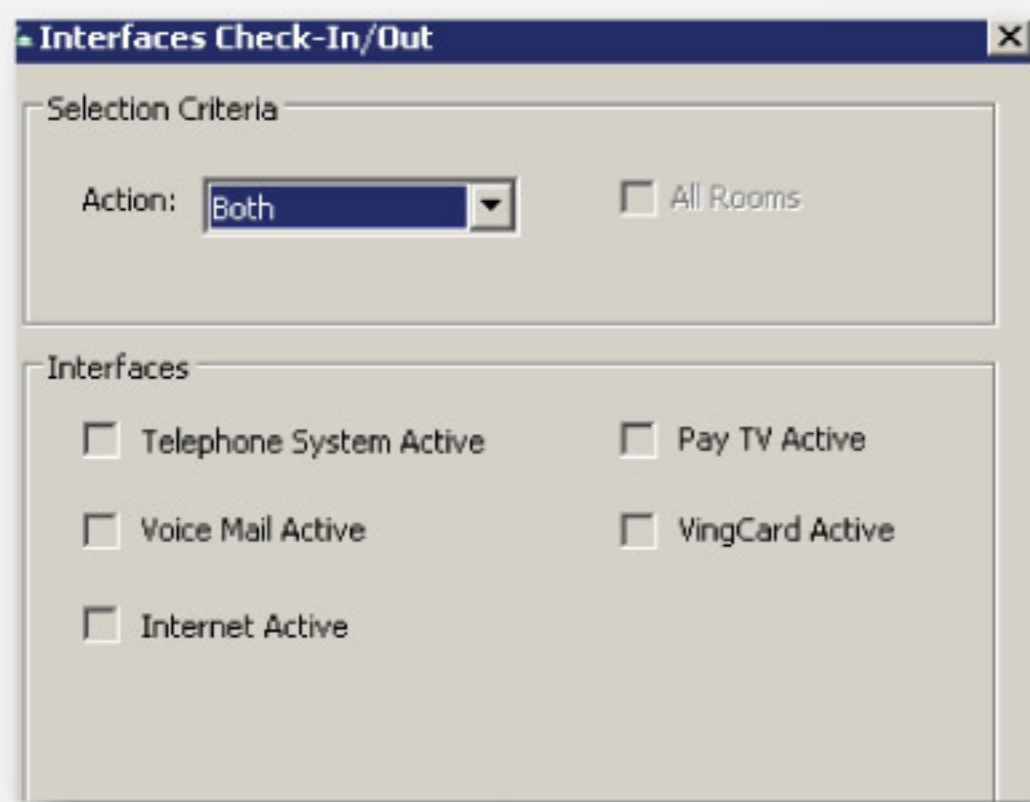 Interfaces Check-In/Out
Selection Criteria
Action: Both All Rooms
Interfaces
Telephone System Active Pay TV Active
Voice Mail Active VingCard Active
Internet Active